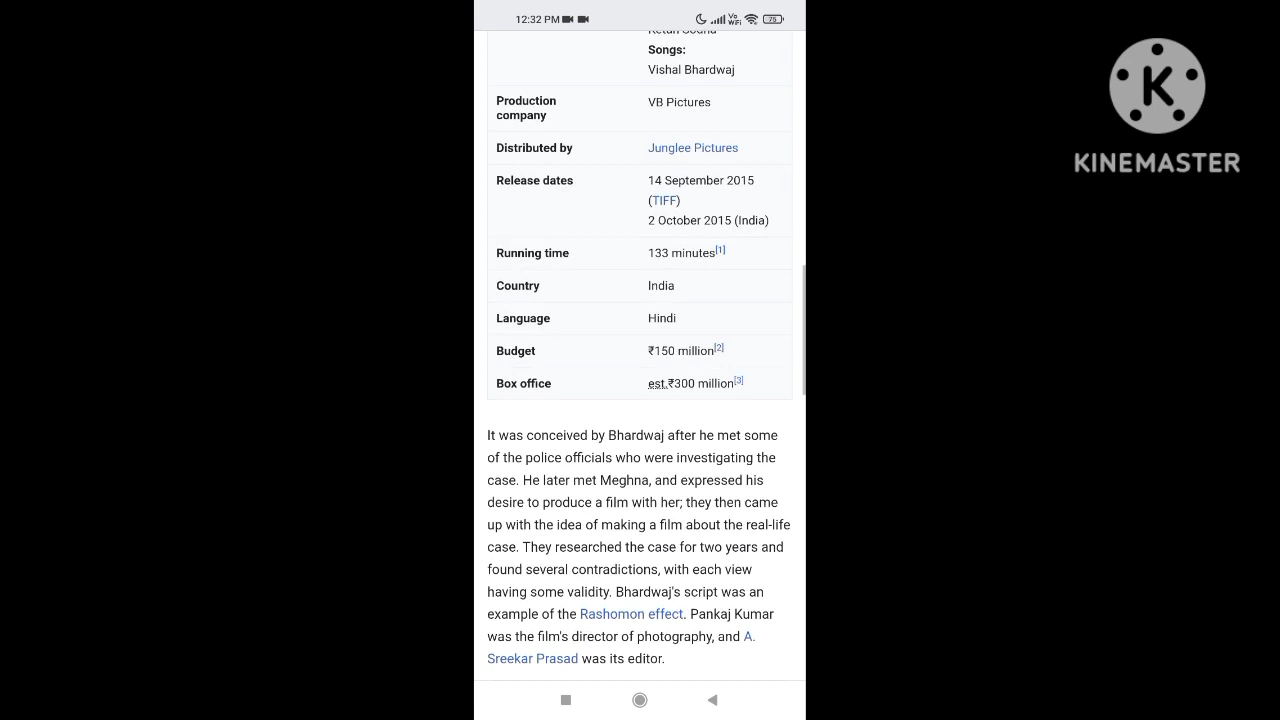 12:32 PM
Vo WiFi 75
Ketan Sodha
Songs:
Vishal Bhardwaj
Production company
VB Pictures
Distributed by
Junglee Pictures
Release dates
14 September 2015
(TIFF)
2 October 2015 (India)
Running time
133 minutes[1]
Country
India
Language
Hindi
Budget
₹150 million[2]
Box office
est.₹300 million[3]
It was conceived by Bhardwaj after he met some
of the police officials who were investigating the
case. He later met Meghna, and expressed his
desire to produce a film with her; they then came
up with the idea of making a film about the real-life
case. They researched the case for two years and
found several contradictions, with each view
having some validity. Bhardwaj's script was an
example of the Rashomon effect. Pankaj Kumar
was the film's director of photography, and A.
Sreekar Prasad was its editor.
K
KINEMASTER